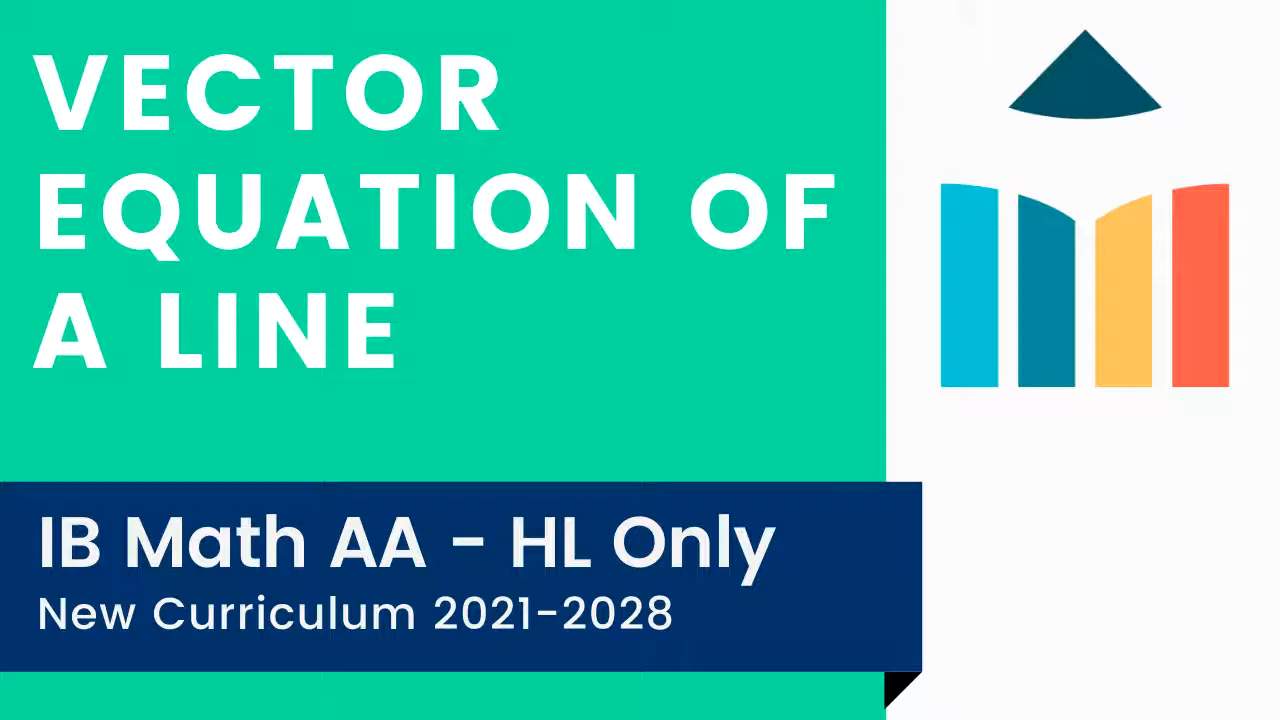 VECTOR
EQUATION OF
A LINE
IB Math AA - HL Only
New Curriculum 2021-2028